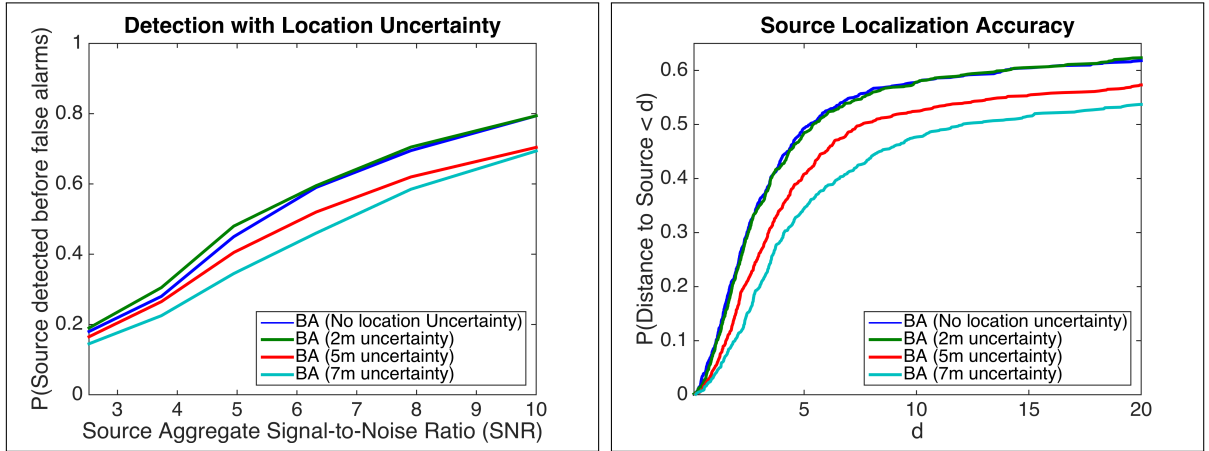 Detection with Location Uncertainty
P(Source detected before false alarms)
1
0.8
0.6
0.4
0.2
0
3 4 5 6 7 8 9 10
Source Aggregate Signal-to-Noise Ratio (SNR)
BA (No location Uncertainty)
BA (2m uncertainty)
BA (5m uncertainty)
BA (7m uncertainty)
Source Localization Accuracy
P(Distance to Source < d)
0.6
0.5
0.4
0.3
0.2
0.1
0
5 10 15 20
d
BA (No location uncertainty)
BA (2m uncertainty)
BA (5m uncertainty)
BA (7m uncertainty)